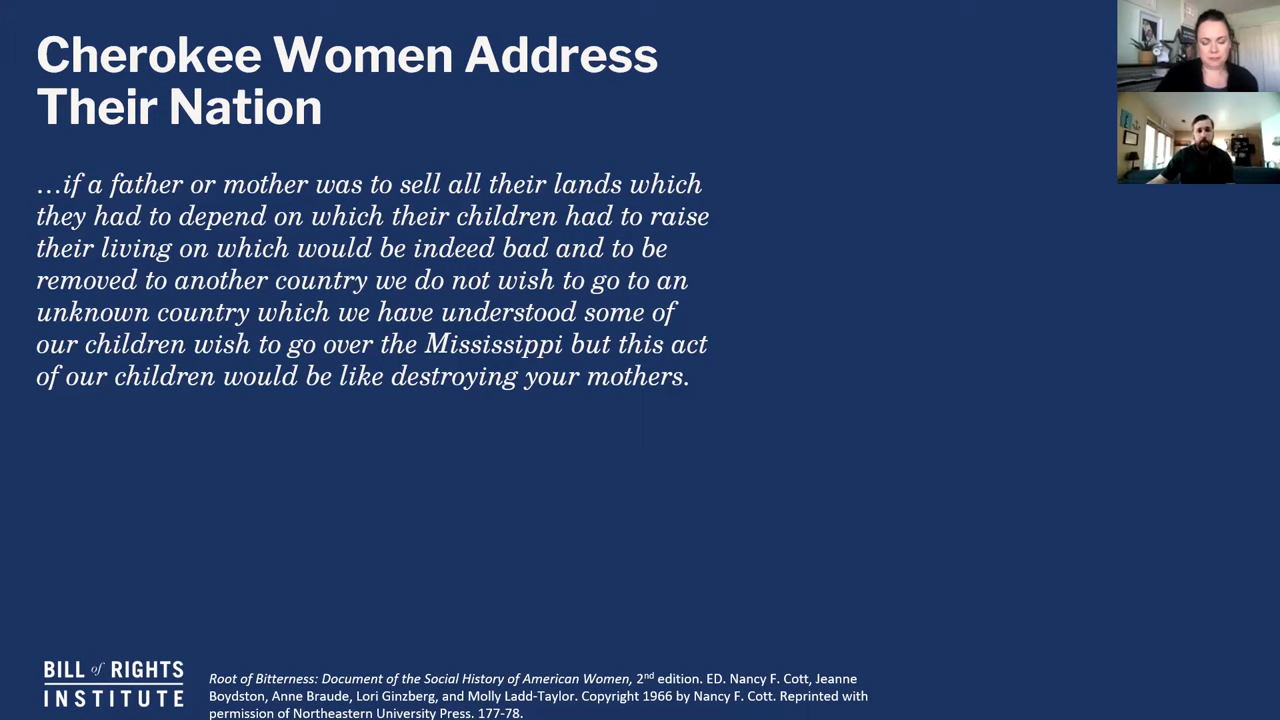 Cherokee Women Address
Their Nation
…if a father or mother was to sell all their lands which
they had to depend on which their children had to raise
their living on which would be indeed bad and to be
removed to another country we do not wish to go to an
unknown country which we have understood some of
our children wish to go over the Mississippi but this act
of our children would be like destroying your mothers.
BILL of RIGHTS
INSTITUTE
Root of Bitterness: Document of the Social History of American Women, 2nd edition. ED. Nancy F. Cott, Jeanne
Boydston, Anne Braude, Lori Ginzberg, and Molly Ladd-Taylor. Copyright 1966 by Nancy F. Cott. Reprinted with
permission of Northeastern University Press. 177-78.